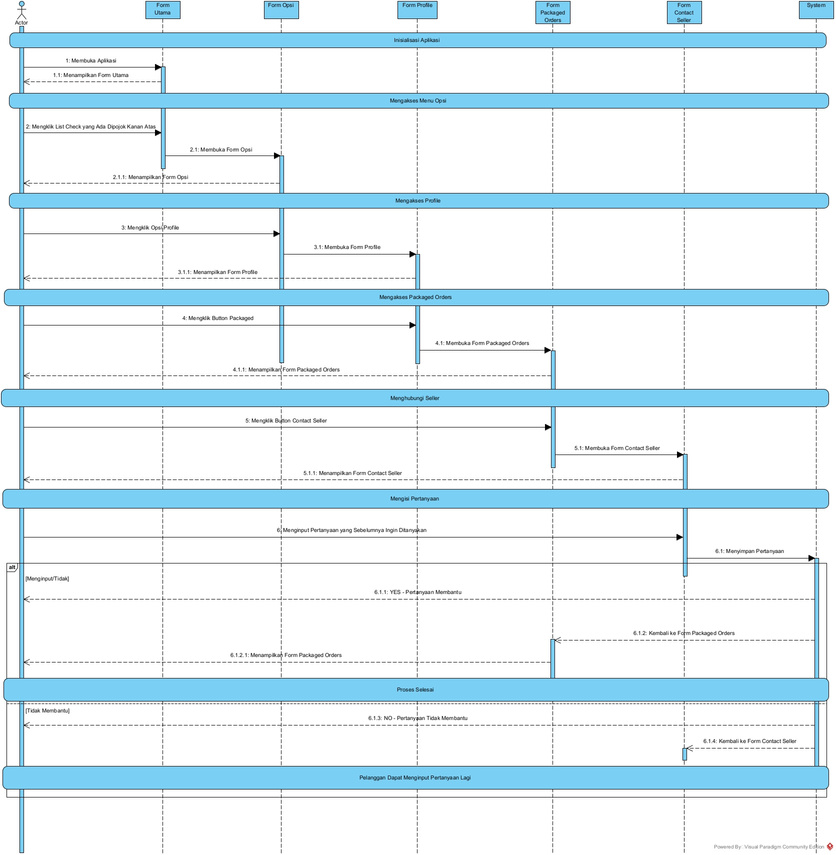 Actor
Form
Utama
Form Opsi
Form Profile
Form
Packaged
Orders
Form
Contact
Seller
System
Inisialisasi Aplikasi
1: Membuka Aplikasi
1.1: Menampilkan Form Utama
Mengakses Menu Opsi
2: Mengklik List Check yang Ada Dipojok Kanan Atas
2.1: Membuka Form Opsi
2.1.1: Menampilkan Form Opsi
Mengakses Profile
3: Mengklik Opsi Profile
3.1: Membuka Form Profile
3.1.1: Menampilkan Form Profile
Mengakses Packaged Orders
4: Mengklik Button Packaged
4.1: Membuka Form Packaged Orders
4.1.1: Menampilkan Form Packaged Orders
Menghubungi Seller
5: Mengklik Button Contact Seller
5.1: Membuka Form Contact Seller
5.1.1: Menampilkan Form Contact Seller
Mengisi Pertanyaan
6: Menginput Pertanyaan yang Sebelumnya Ingin Ditanyakan
6.1: Menyimpan Pertanyaan
alt
[Menginput/Tidak]
6.1.1: YES - Pertanyaan Membantu
6.1.2: Kembali ke Form Packaged Orders
6.1.2.1: Menampilkan Form Packaged Orders
Proses Selesai
[Tidak Membantu]
6.1.3: NO - Pertanyaan Tidak Membantu
6.1.4: Kembali ke Form Contact Seller
Pelanggan Dapat Menginput Pertanyaan Lagi
Powered By Visual Paradigm Community Edition